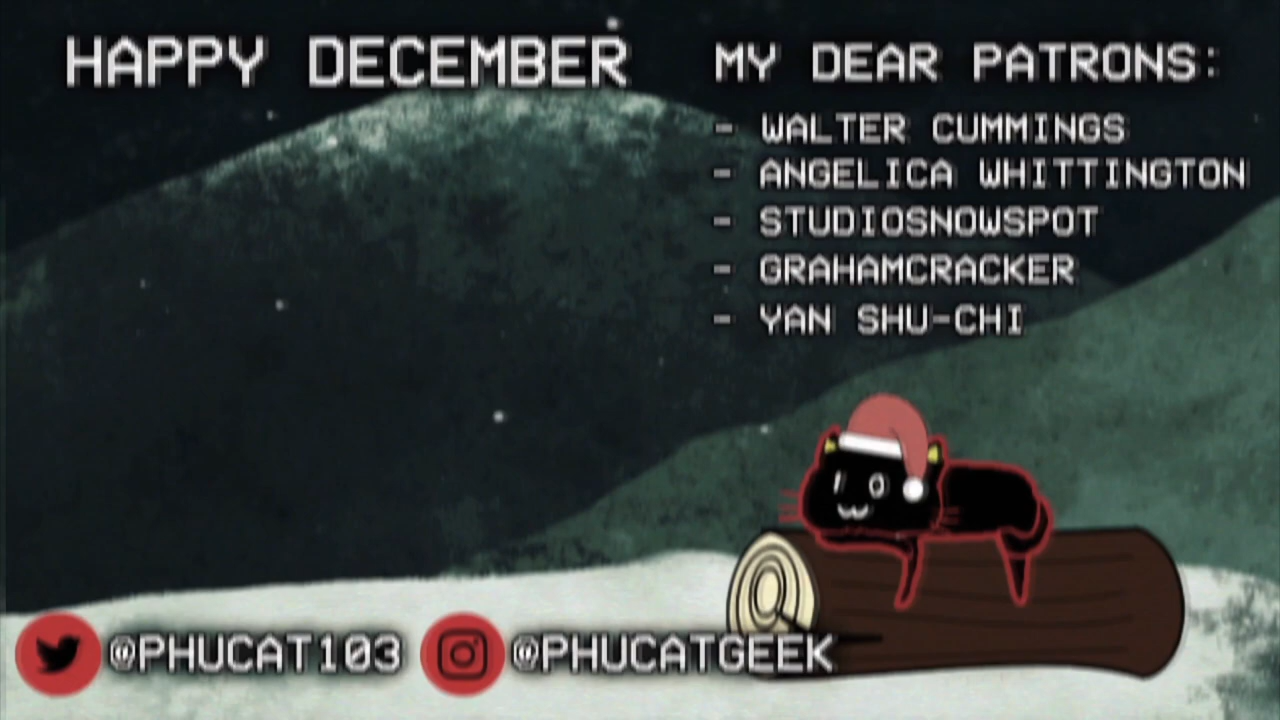 HAPPY DECEMBER
MY DEAR PATRONS:
- WALTER CUMMINGS
- ANGELICA WHITTINGTON
- STUDIOSNOWSPOT
- GRAHAMCRACKER
- YAN SHU-CHI
@PHUCAT103
@PHUCATGEEK